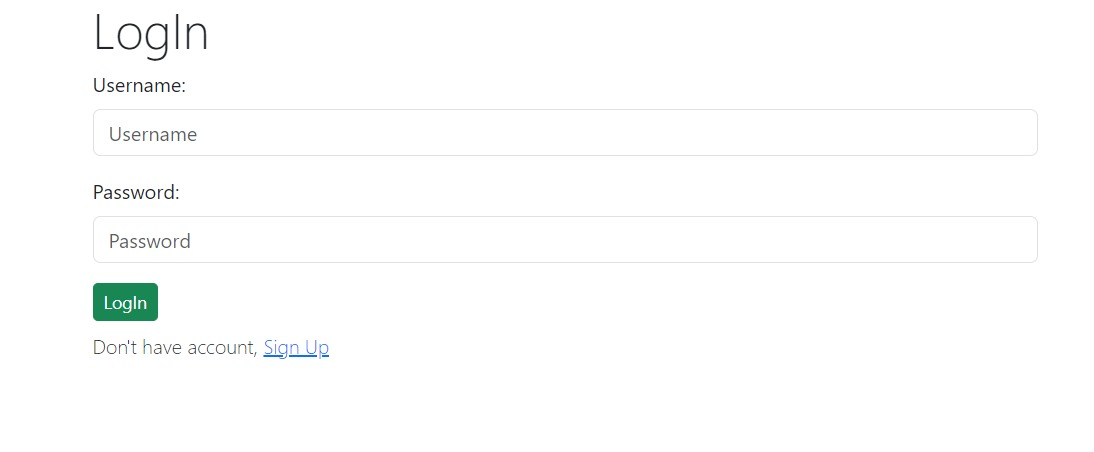 LogIn
Username:
Username
Password:
Password
LogIn
Don't have account, Sign Up